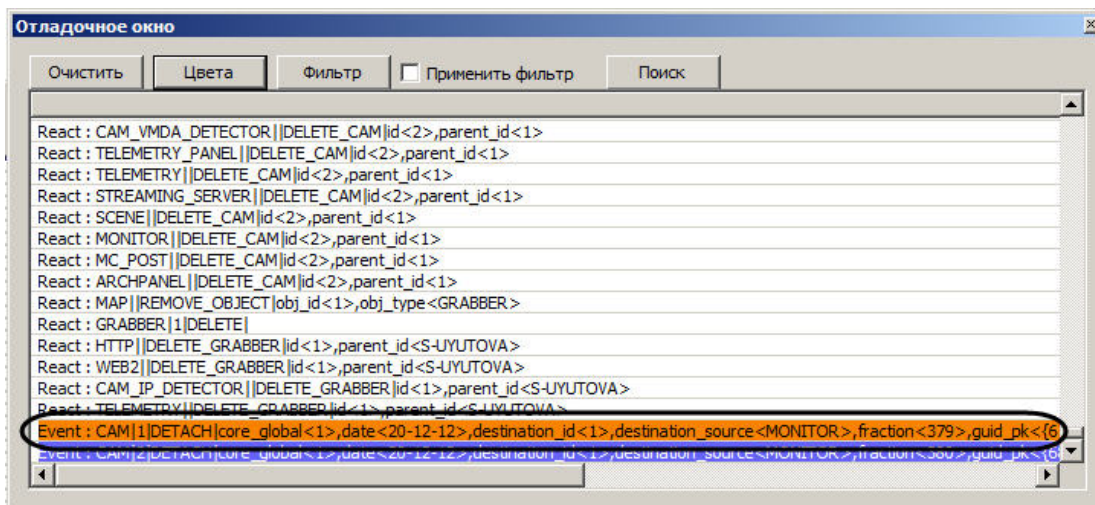 Отладочное окно
Очистить Цвета Фильтр Применить фильтр Поиск
React : CAM_VMDA_DETECTOR||DELETE_CAM|id<2>,parent_id<1>
React : TELEMETRY_PANEL||DELETE_CAM|id<2>,parent_id<1>
React : TELEMETRY||DELETE_CAM|id<2>,parent_id<1>
React : STREAMING_SERVER||DELETE_CAM|id<2>,parent_id<1>
React : SCENE||DELETE_CAM|id<2>,parent_id<1>
React : MONITOR||DELETE_CAM|id<2>,parent_id<1>
React : MC_POST||DELETE_CAM|id<2>,parent_id<1>
React : ARCHPANEL||DELETE_CAM|id<2>,parent_id<1>
React : MAP||REMOVE_OBJECT|obj_id<1>,obj_type<GRABBER>
React : GRABBER|1|DELETE|
React : HTTP||DELETE_GRABBER|id<1>,parent_id<S-UYUTOVA>
React : WEB2||DELETE_GRABBER|id<1>,parent_id<S-UYUTOVA>
React : CAM_IP_DETECTOR||DELETE_GRABBER|id<1>,parent_id<S-UYUTOVA>
React : TELEMETRY||DELETE_GRABBER|id<1>,parent_id<S-UYUTOVA>
Event : CAM|1|DETACH|core_global<1>,date<20-12-12>,destination_id<1>,destination_source<MONITOR>,fraction<379>,guid_pk<{6
Event : CAM|2|DETACH|core_global<1>,date<20-12-12>,destination_id<1>,destination_source<MONITOR>,fraction<380>,guid_pk<{6